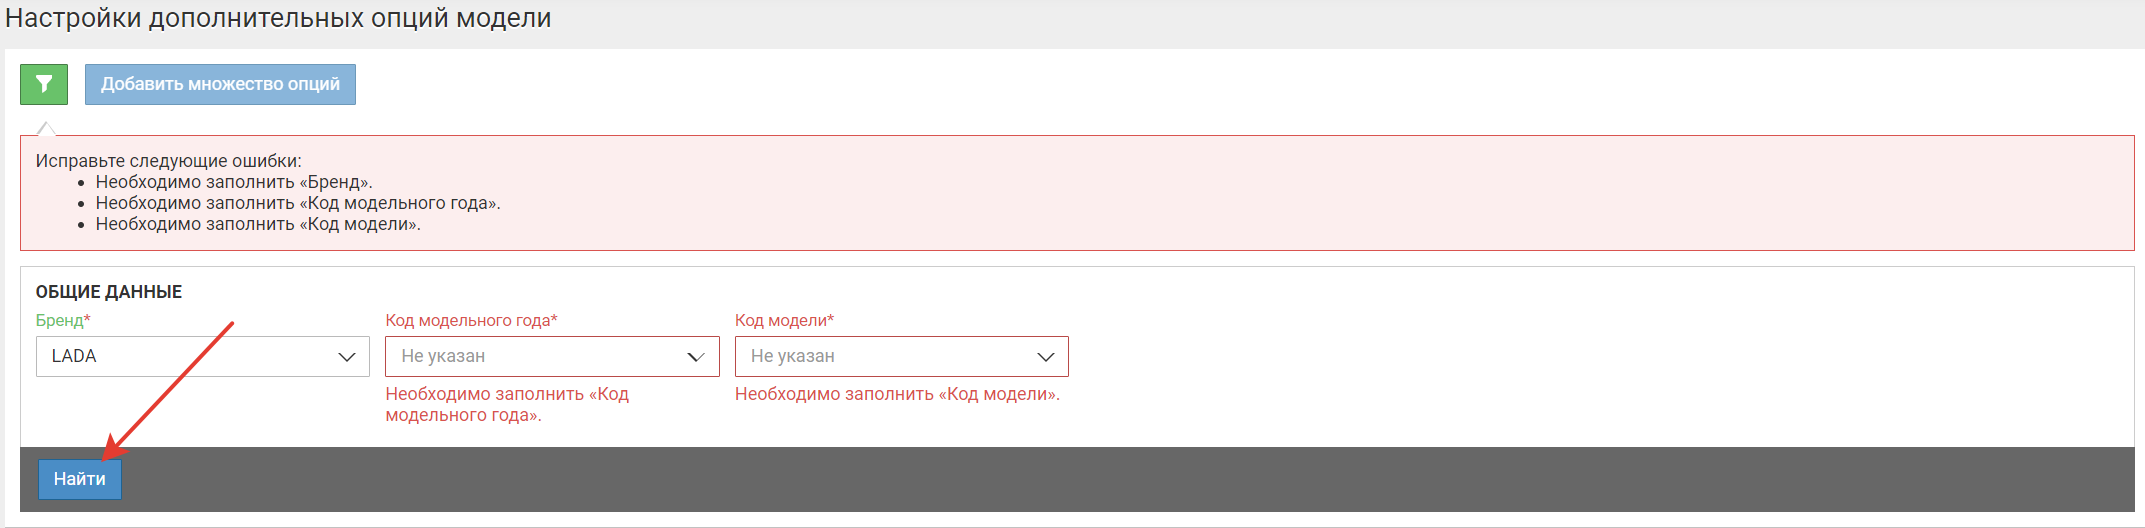 Настройки дополнительных опций модели
Добавить множество опций
Исправьте следующие ошибки:
• Необходимо заполнить «Бренд».
• Необходимо заполнить «Код модельного года».
• Необходимо заполнить «Код модели».
ОБЩИЕ ДАННЫЕ
Бренд* Код модельного года* Код модели*
LADA Не указан Не указан
Необходимо заполнить «Код Необходимо заполнить «Код модели».
модельного года».
Найти